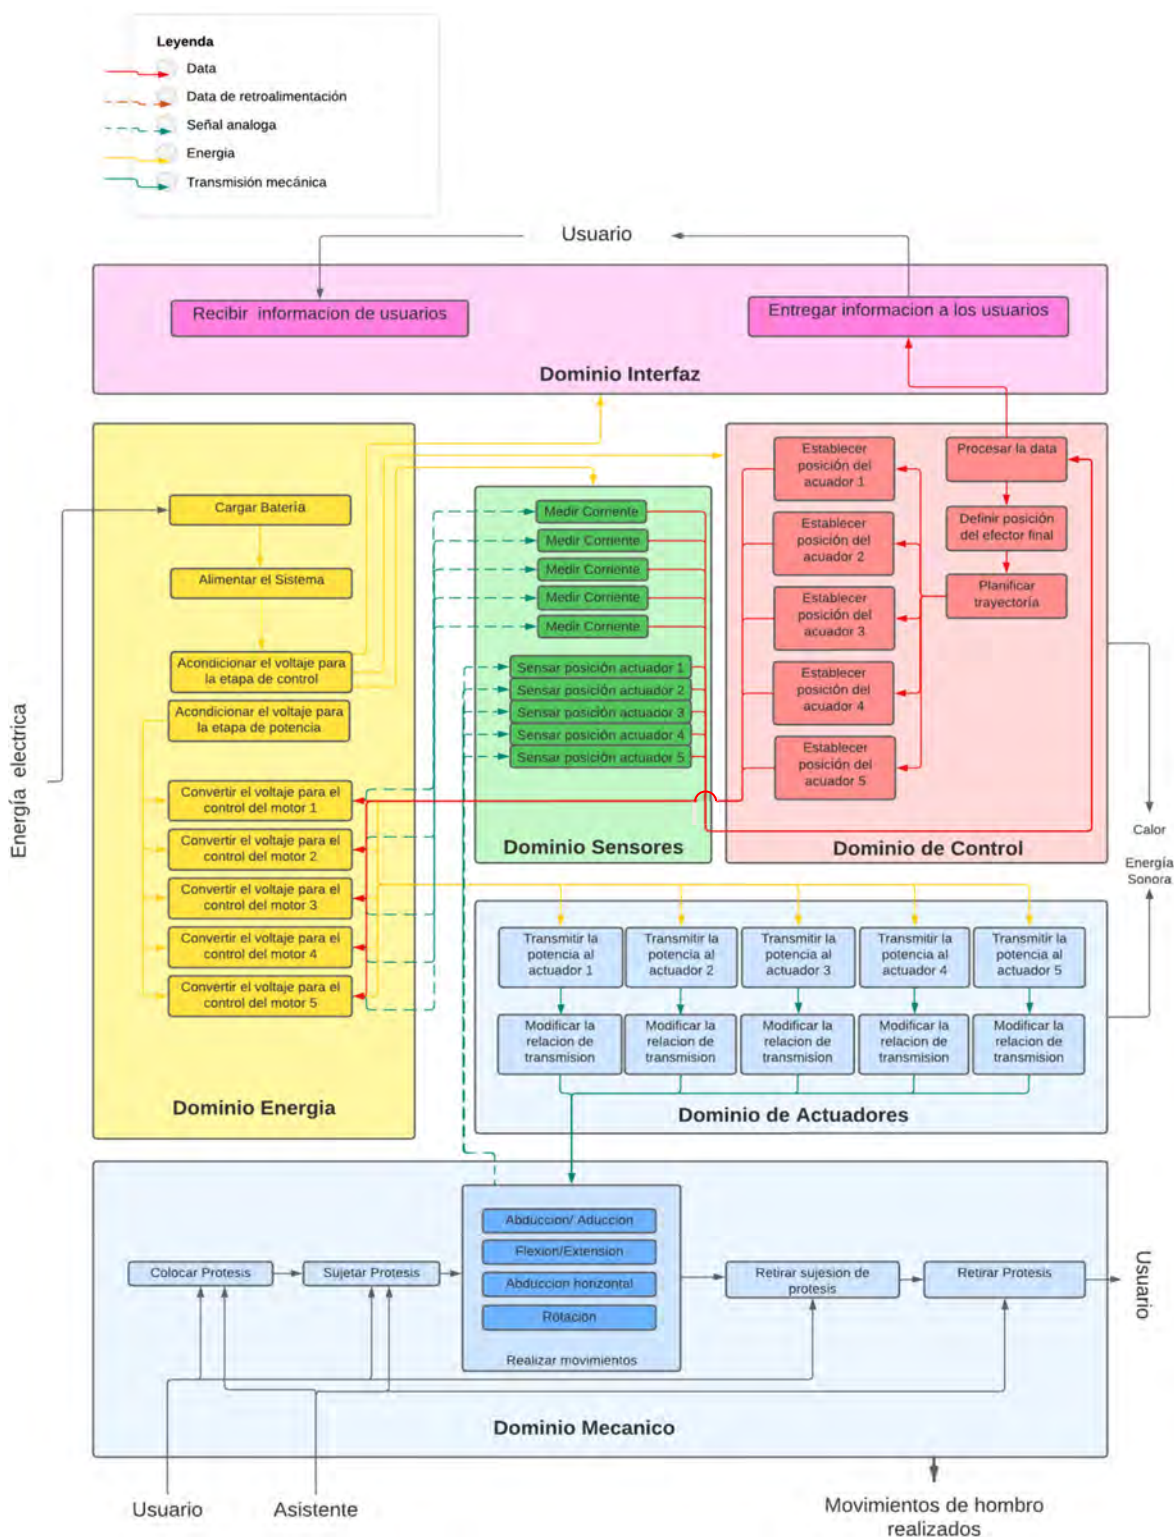 Leyenda
Data
Data de retroalimentación
Señal analoga
Energia
Transmisión mecánica
Usuario
Recibir informacion de usuarios
Entregar informacion a los usuarios
Dominio Interfaz
Energía electrica
Cargar Batería
Alimentar el Sistema
Acondicionar el voltaje para
la etapa de control
Acondicionar el voltaje para
la etapa de potencia
Convertir el voltaje para el
control del motor 1
Convertir el voltaje para el
control del motor 2
Convertir el voltaje para el
control del motor 3
Convertir el voltaje para el
control del motor 4
Convertir el voltaje para el
control del motor 5
Dominio Energia
Medir Corriente
Medir Corriente
Medir Corriente
Medir Corriente
Medir Corriente
Sensar posición actuador 1
Sensar posición actuador 2
Sensar posición actuador 3
Sensar posición actuador 4
Sensar posición actuador 5
Dominio Sensores
Establecer
posición del
acuador 1
Establecer
posición del
acuador 2
Establecer
posición del
acuador 3
Establecer
posición del
acuador 4
Establecer
posición del
acuador 5
Procesar la data
Definir posición
del efector final
Planificar
trayectoría
Dominio de Control
Calor
Energía
Sonora
Transmitir la
potencia al
actuador 1
Transmitir la
potencia al
actuador 2
Transmitir la
potencia al
actuador 3
Transmitir la
potencia al
actuador 4
Transmitir la
potencia al
actuador 5
Modificar la
relacion de
transmision
Modificar la
relacion de
transmision
Modificar la
relacion de
transmision
Modificar la
relacion de
transmision
Modificar la
relacion de
transmision
Dominio de Actuadores
Colocar Protesis
Sujetar Protesis
Abduccion/ Aduccion
Flexion/Extension
Abduccion horizontal
Rotacion
Realizar movimientos
Retirar sujesion de
protesis
Retirar Protesis
Usuario
Dominio Mecanico
Usuario
Asistente
Movimientos de hombro
realizados